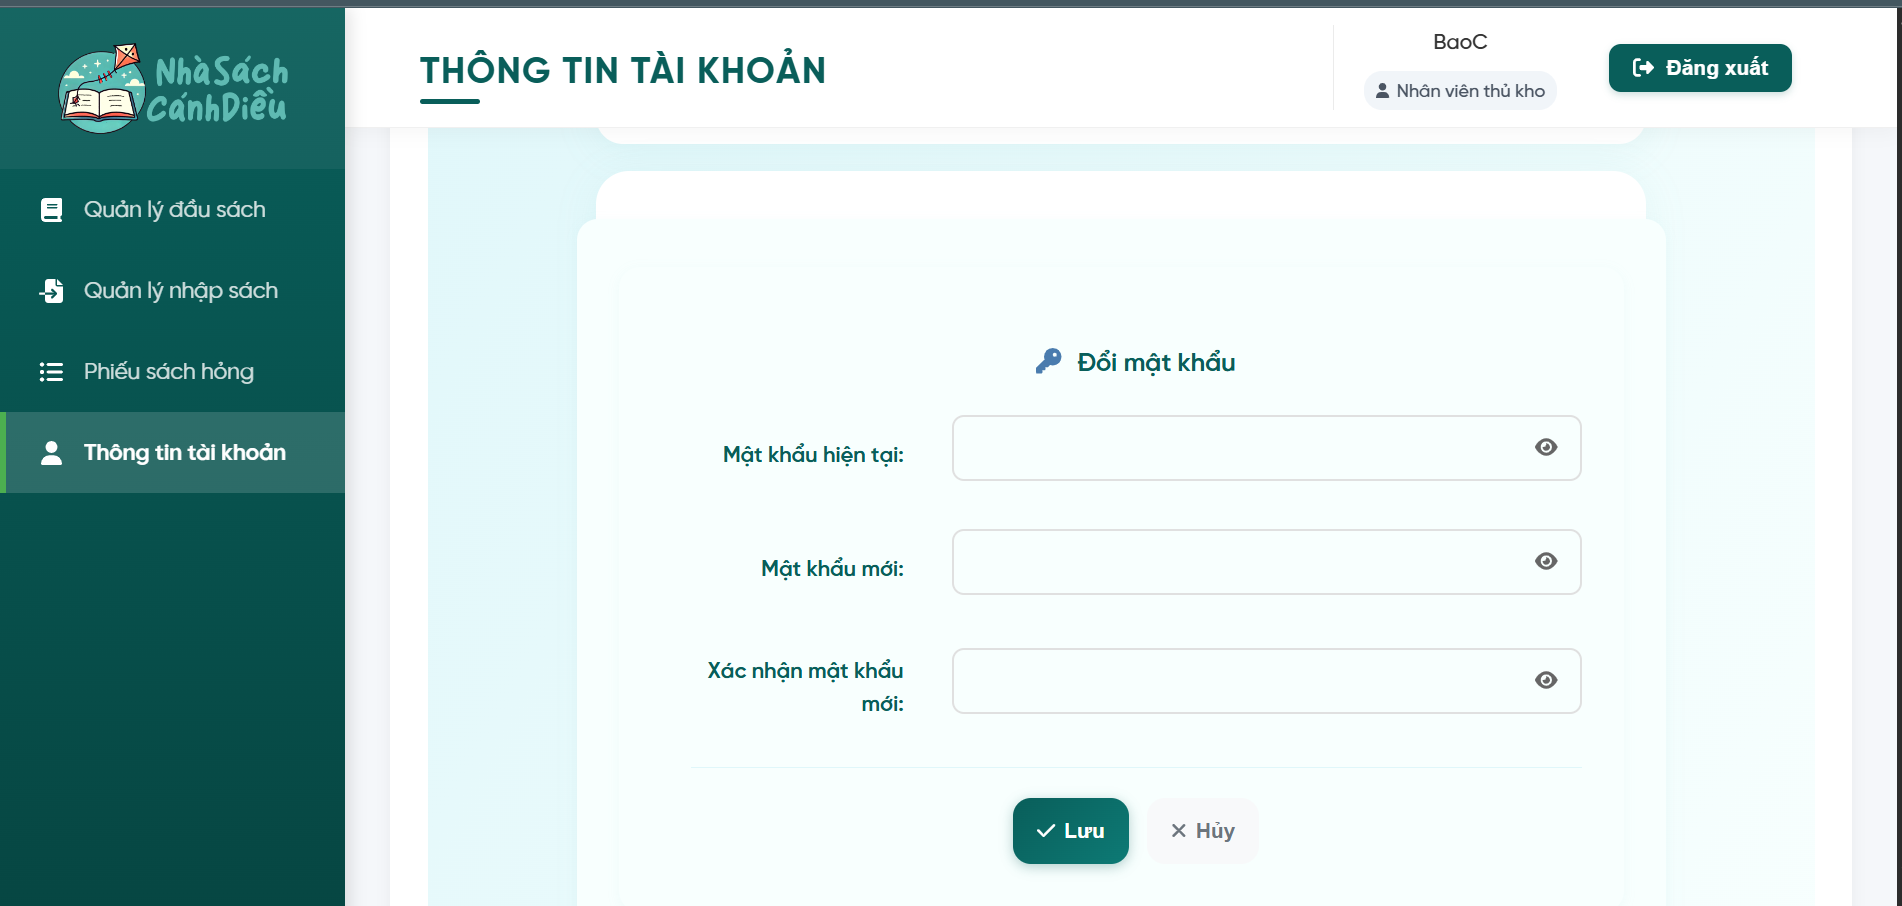 NhàSách
CánhDiều
Quản lý đầu sách
Quản lý nhập sách
Phiếu sách hỏng
Thông tin tài khoản
THÔNG TIN TÀI KHOẢN
BaoC
Nhân viên thủ kho
Đăng xuất
Đổi mật khẩu
Mật khẩu hiện tại:
Mật khẩu mới:
Xác nhận mật khẩu
mới:
Lưu
Hủy